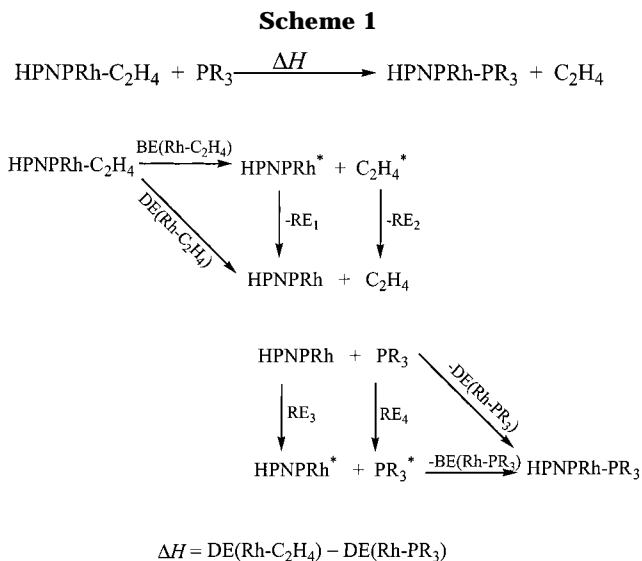 Scheme 1
HPNPRh-C₂H₄ + PR₃ ΔH HPNPRh-PR₃ + C₂H₄
BE(Rh-C₂H₄)
HPNPRh-C₂H₄ HPNPRh* + C₂H₄*
DE(Rh-C₂H₄) -RE₁ -RE₂
HPNPRh + C₂H₄
HPNPRh + PR₃
-DE(Rh-PR₃)
RE₃ RE₄
HPNPRh* + PR₃* -BE(Rh-PR₃) HPNPRh-PR₃
ΔH = DE(Rh-C₂H₄) – DE(Rh-PR₃)